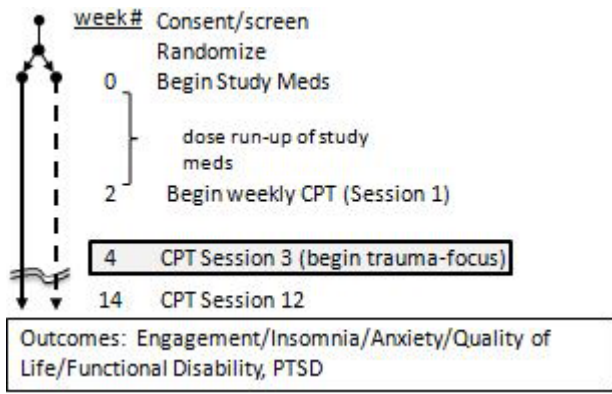 week# Consent/screen
Randomize
0 Begin Study Meds
dose run-up of study
meds
2 Begin weekly CPT (Session 1)
4 CPT Session 3 (begin trauma-focus)
14 CPT Session 12
Outcomes: Engagement/Insomnia/Anxiety/Quality of
Life/Functional Disability, PTSD